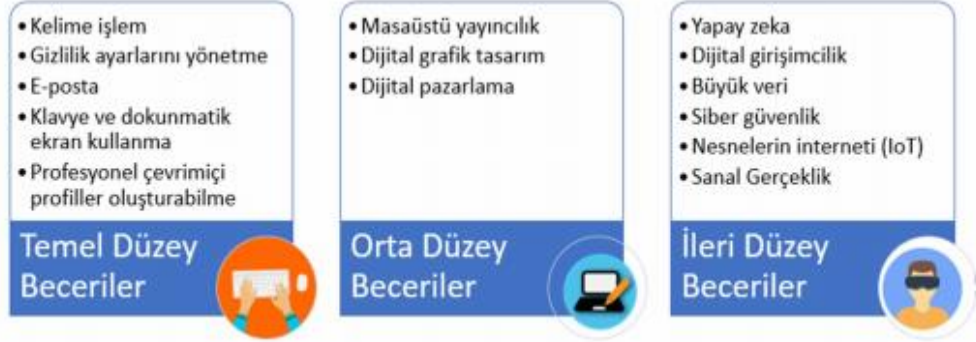 • Kelime işlem
• Gizlilik ayarlarını yönetme
• E-posta
• Klavye ve dokunmatik
ekran kullanma
• Profesyonel çevrimiçi
profiller oluşturabilme
Temel Düzey
Beceriler
• Masaüstü yayıncılık
• Dijital grafik tasarım
• Dijital pazarlama
Orta Düzey
Beceriler
• Yapay zeka
• Dijital girişimcilik
• Büyük veri
• Siber güvenlik
• Nesnelerin interneti (IoT)
• Sanal Gerçeklik
İleri Düzey
Beceriler